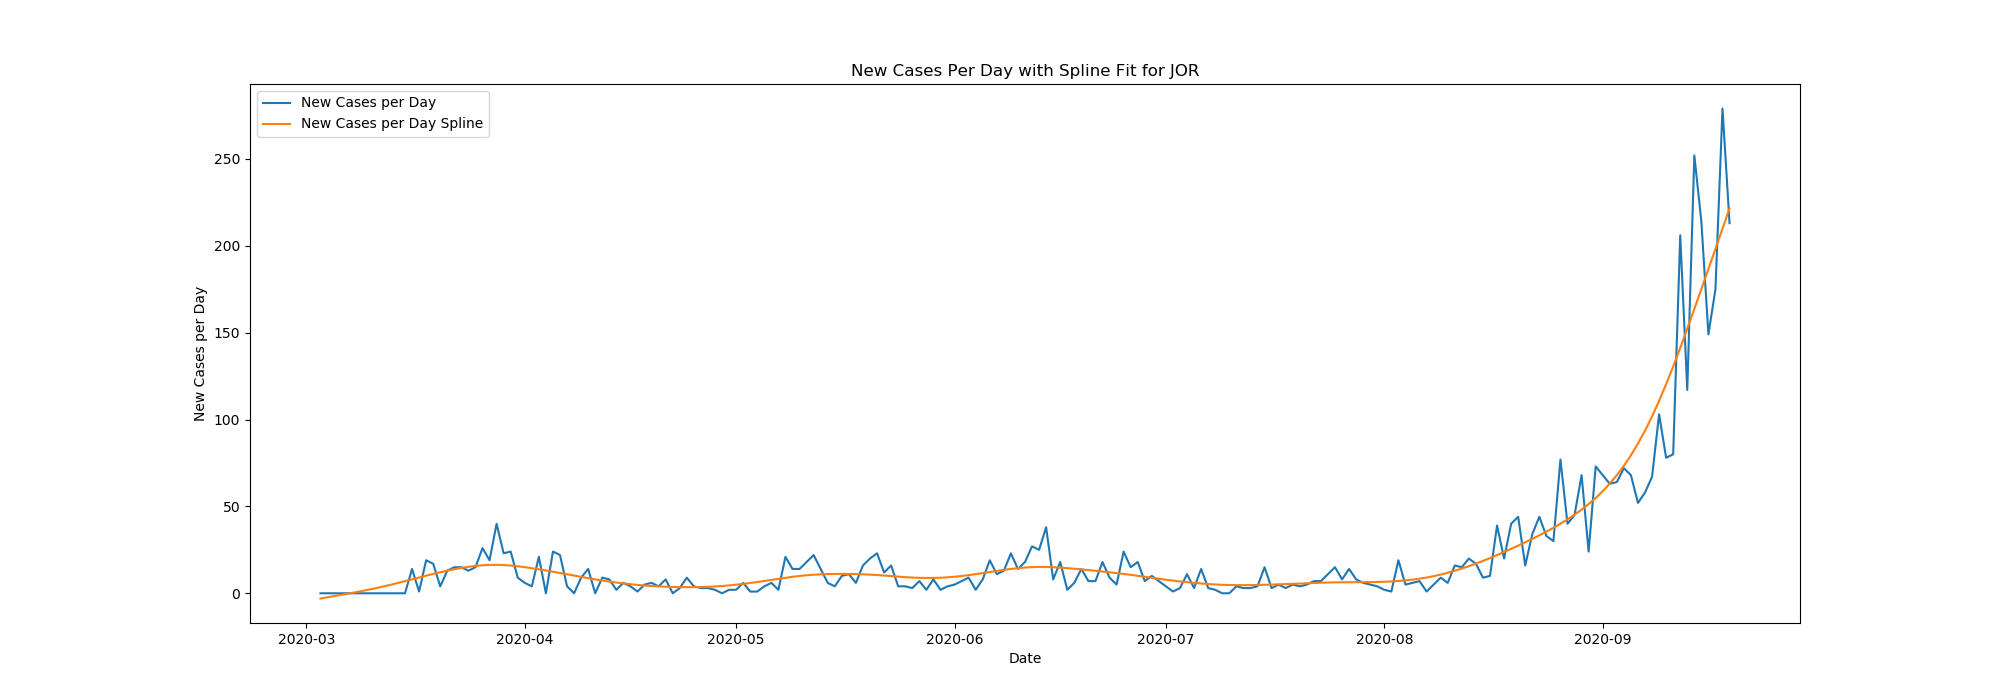 New Cases Per Day with Spline Fit for JOR
New Cases per Day
New Cases per Day Spline
250
200
150
100
50
0
New Cases per Day
2020-03
2020-04
2020-05
2020-06
2020-07
2020-08
2020-09
Date